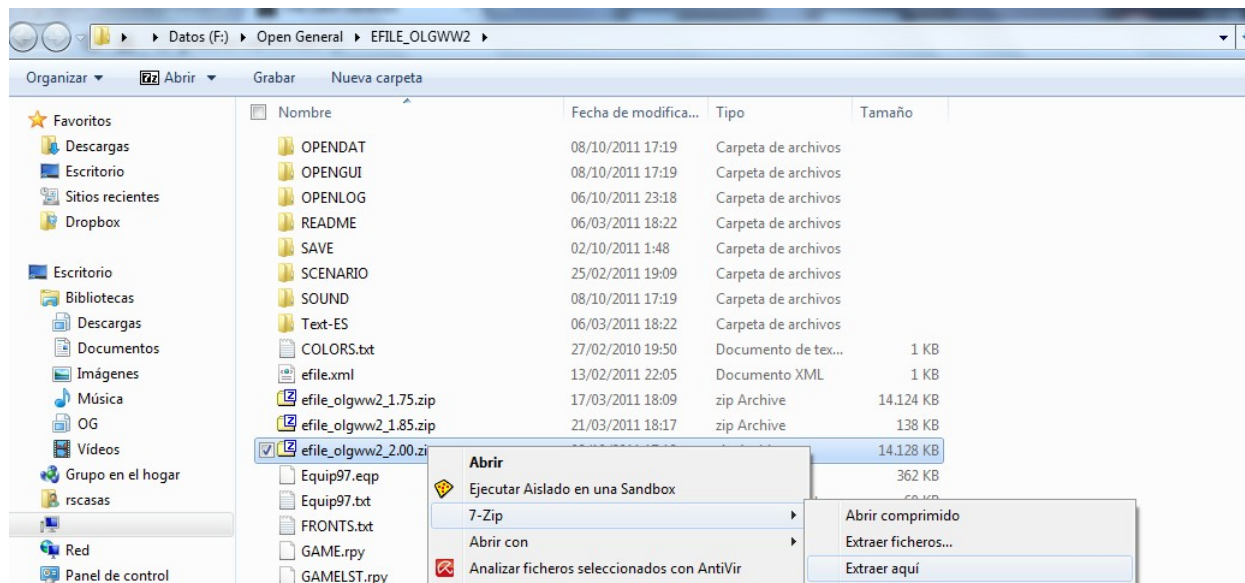 Datos (F:) Open General EFILE_OLGWW2
Organizar Abrir Grabar Nueva carpeta
Nombre Fecha de modifica... Tipo Tamaño
Favoritos
Descargas
Escritorio
Sitios recientes
Dropbox
Escritorio
Bibliotecas
Descargas
Documentos
Imágenes
Música
OG
Vídeos
Grupo en el hogar
rscasas
Red
Panel de control
OPENDAT 08/10/2011 17:19 Carpeta de archivos
OPENGUI 08/10/2011 17:19 Carpeta de archivos
OPENLOG 06/10/2011 23:18 Carpeta de archivos
README 06/03/2011 18:22 Carpeta de archivos
SAVE 02/10/2011 1:48 Carpeta de archivos
SCENARIO 25/02/2011 19:09 Carpeta de archivos
SOUND 08/10/2011 17:19 Carpeta de archivos
Text-ES 06/03/2011 18:22 Carpeta de archivos
COLORS.txt 27/02/2010 19:50 Documento de tex... 1 KB
efile.xml 13/02/2011 22:05 Documento XML 1 KB
efile_olgww2_1.75.zip 17/03/2011 18:09 zip Archive 14.124 KB
efile_olgww2_1.85.zip 21/03/2011 18:17 zip Archive 138 KB
efile_olgww2_2.00.zi 14.128 KB
Equip97.eqp 362 KB
Equip97.txt
FRONTS.txt
GAME.rpy
GAMELST.rpy
Abrir
Ejecutar Aislado en una Sandbox
7-Zip
Abrir con
Analizar ficheros seleccionados con AntiVir
Abrir comprimido
Extraer ficheros...
Extraer aquí